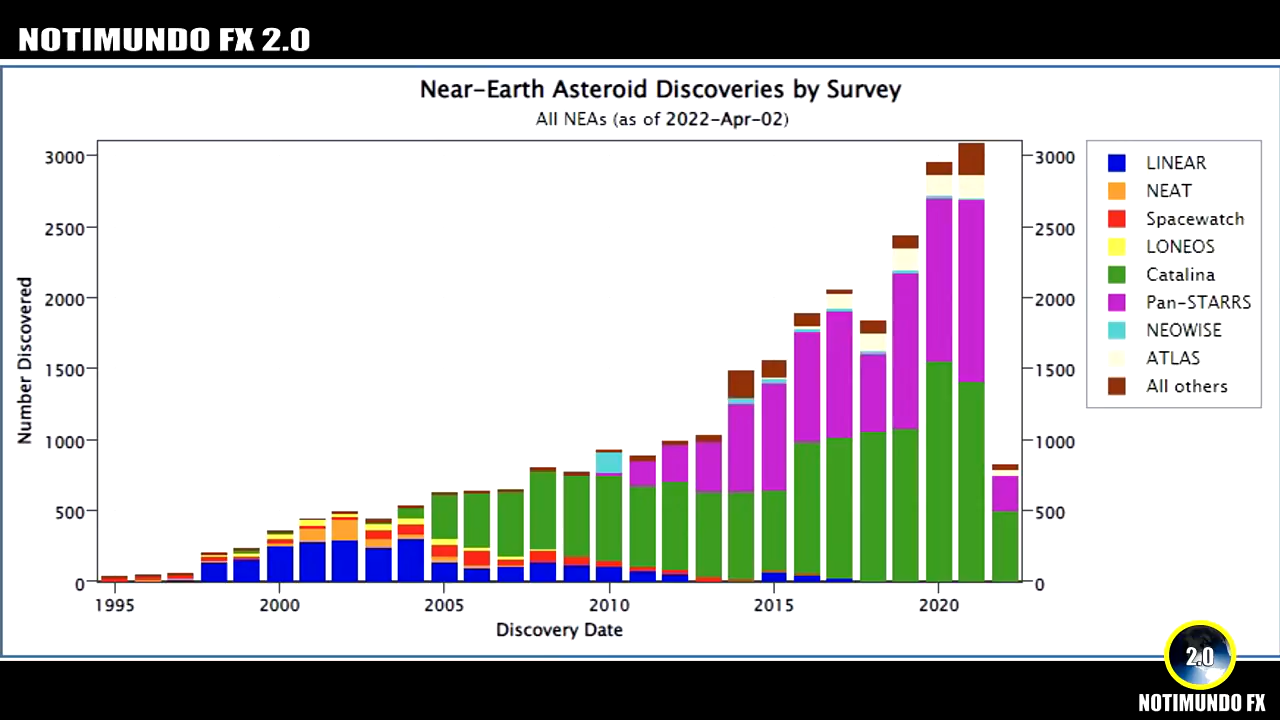 NOTIMUNDO FX 2.0
Near-Earth Asteroid Discoveries by Survey
All NEAs (as of 2022-Apr-02)
Number Discovered
3000
2500
2000
1500
1000
500
0
3000
2500
2000
1500
1000
500
0
1995 2000 2005 2010 2015 2020
Discovery Date
LINEAR
NEAT
Spacewatch
LONEOS
Catalina
Pan-STARRS
NEOWISE
ATLAS
All others
2.0
NOTIMUNDO FX